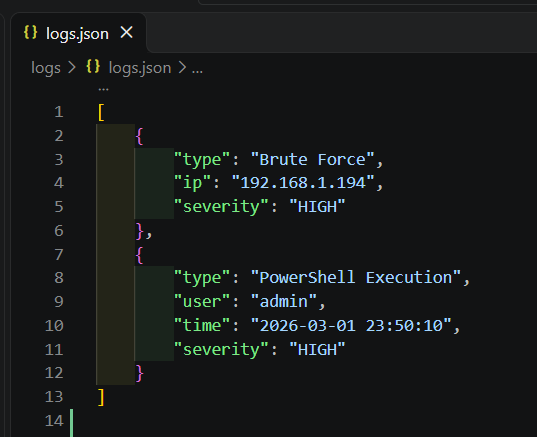 {} logs.json ×
logs > {} logs.json > ...
...
1 [
2     {
3         "type": "Brute Force",
4         "ip": "192.168.1.194",
5         "severity": "HIGH"
6     },
7     {
8         "type": "PowerShell Execution",
9         "user": "admin",
10         "time": "2026-03-01 23:50:10",
11         "severity": "HIGH"
12     }
13 ]
14